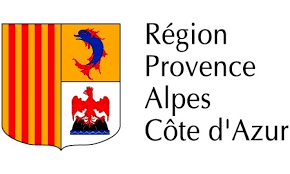 Région
Provence
Alpes
Côte d'Azur